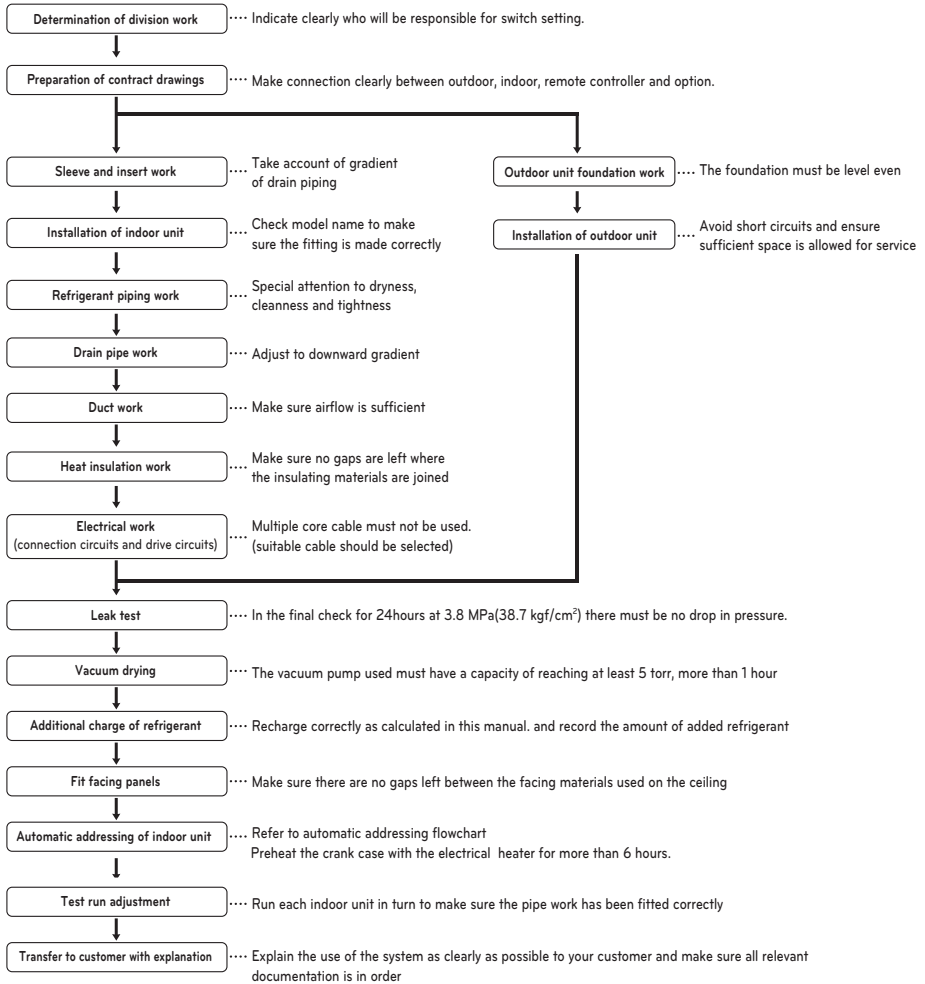 Determination of division work
···· Indicate clearly who will be responsible for switch setting.
Preparation of contract drawings
···· Make connection clearly between outdoor, indoor, remote controller and option.
Sleeve and insert work
···· Take account of gradient
of drain piping
Outdoor unit foundation work
···· The foundation must be level even
Installation of indoor unit
···· Check model name to make
sure the fitting is made correctly
Installation of outdoor unit
···· Avoid short circuits and ensure
sufficient space is allowed for service
Refrigerant piping work
···· Special attention to dryness,
cleanness and tightness
Drain pipe work
···· Adjust to downward gradient
Duct work
···· Make sure airflow is sufficient
Heat insulation work
···· Make sure no gaps are left where
the insulating materials are joined
Electrical work
(connection circuits and drive circuits)
···· Multiple core cable must not be used.
(suitable cable should be selected)
Leak test
···· In the final check for 24hours at 3.8 MPa(38.7 kgf/cm²) there must be no drop in pressure.
Vacuum drying
···· The vacuum pump used must have a capacity of reaching at least 5 torr, more than 1 hour
Additional charge of refrigerant
···· Recharge correctly as calculated in this manual. and record the amount of added refrigerant
Fit facing panels
···· Make sure there are no gaps left between the facing materials used on the ceiling
Automatic addressing of indoor unit
···· Refer to automatic addressing flowchart
Preheat the crank case with the electrical heater for more than 6 hours.
Test run adjustment
···· Run each indoor unit in turn to make sure the pipe work has been fitted correctly
Transfer to customer with explanation
···· Explain the use of the system as clearly as possible to your customer and make sure all relevant
documentation is in order